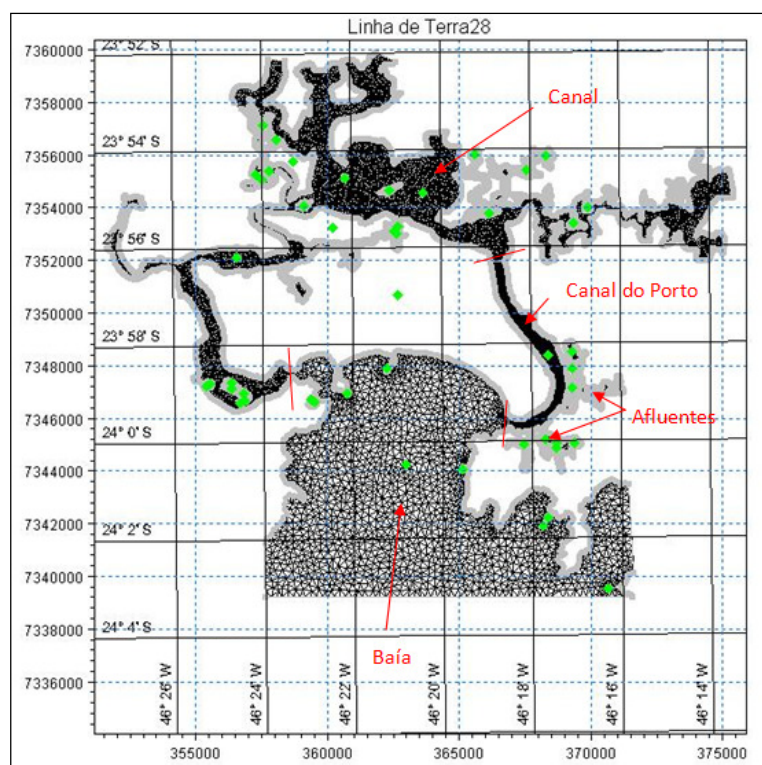 Linha de Terra28
7360000
7358000
7356000
7354000
7352000
7350000
7348000
7346000
7344000
7342000
7340000
7338000
7336000
23° 52' S
23° 54' S
23° 56' S
23° 58' S
24° 0' S
24° 2' S
24° 4' S
Canal
Canal do Porto
Afluentes
Baía
46° 26' W
46° 24' W
46° 22' W
46° 20' W
46° 18' W
46° 16' W
46° 14' W
355000
360000
365000
370000
375000